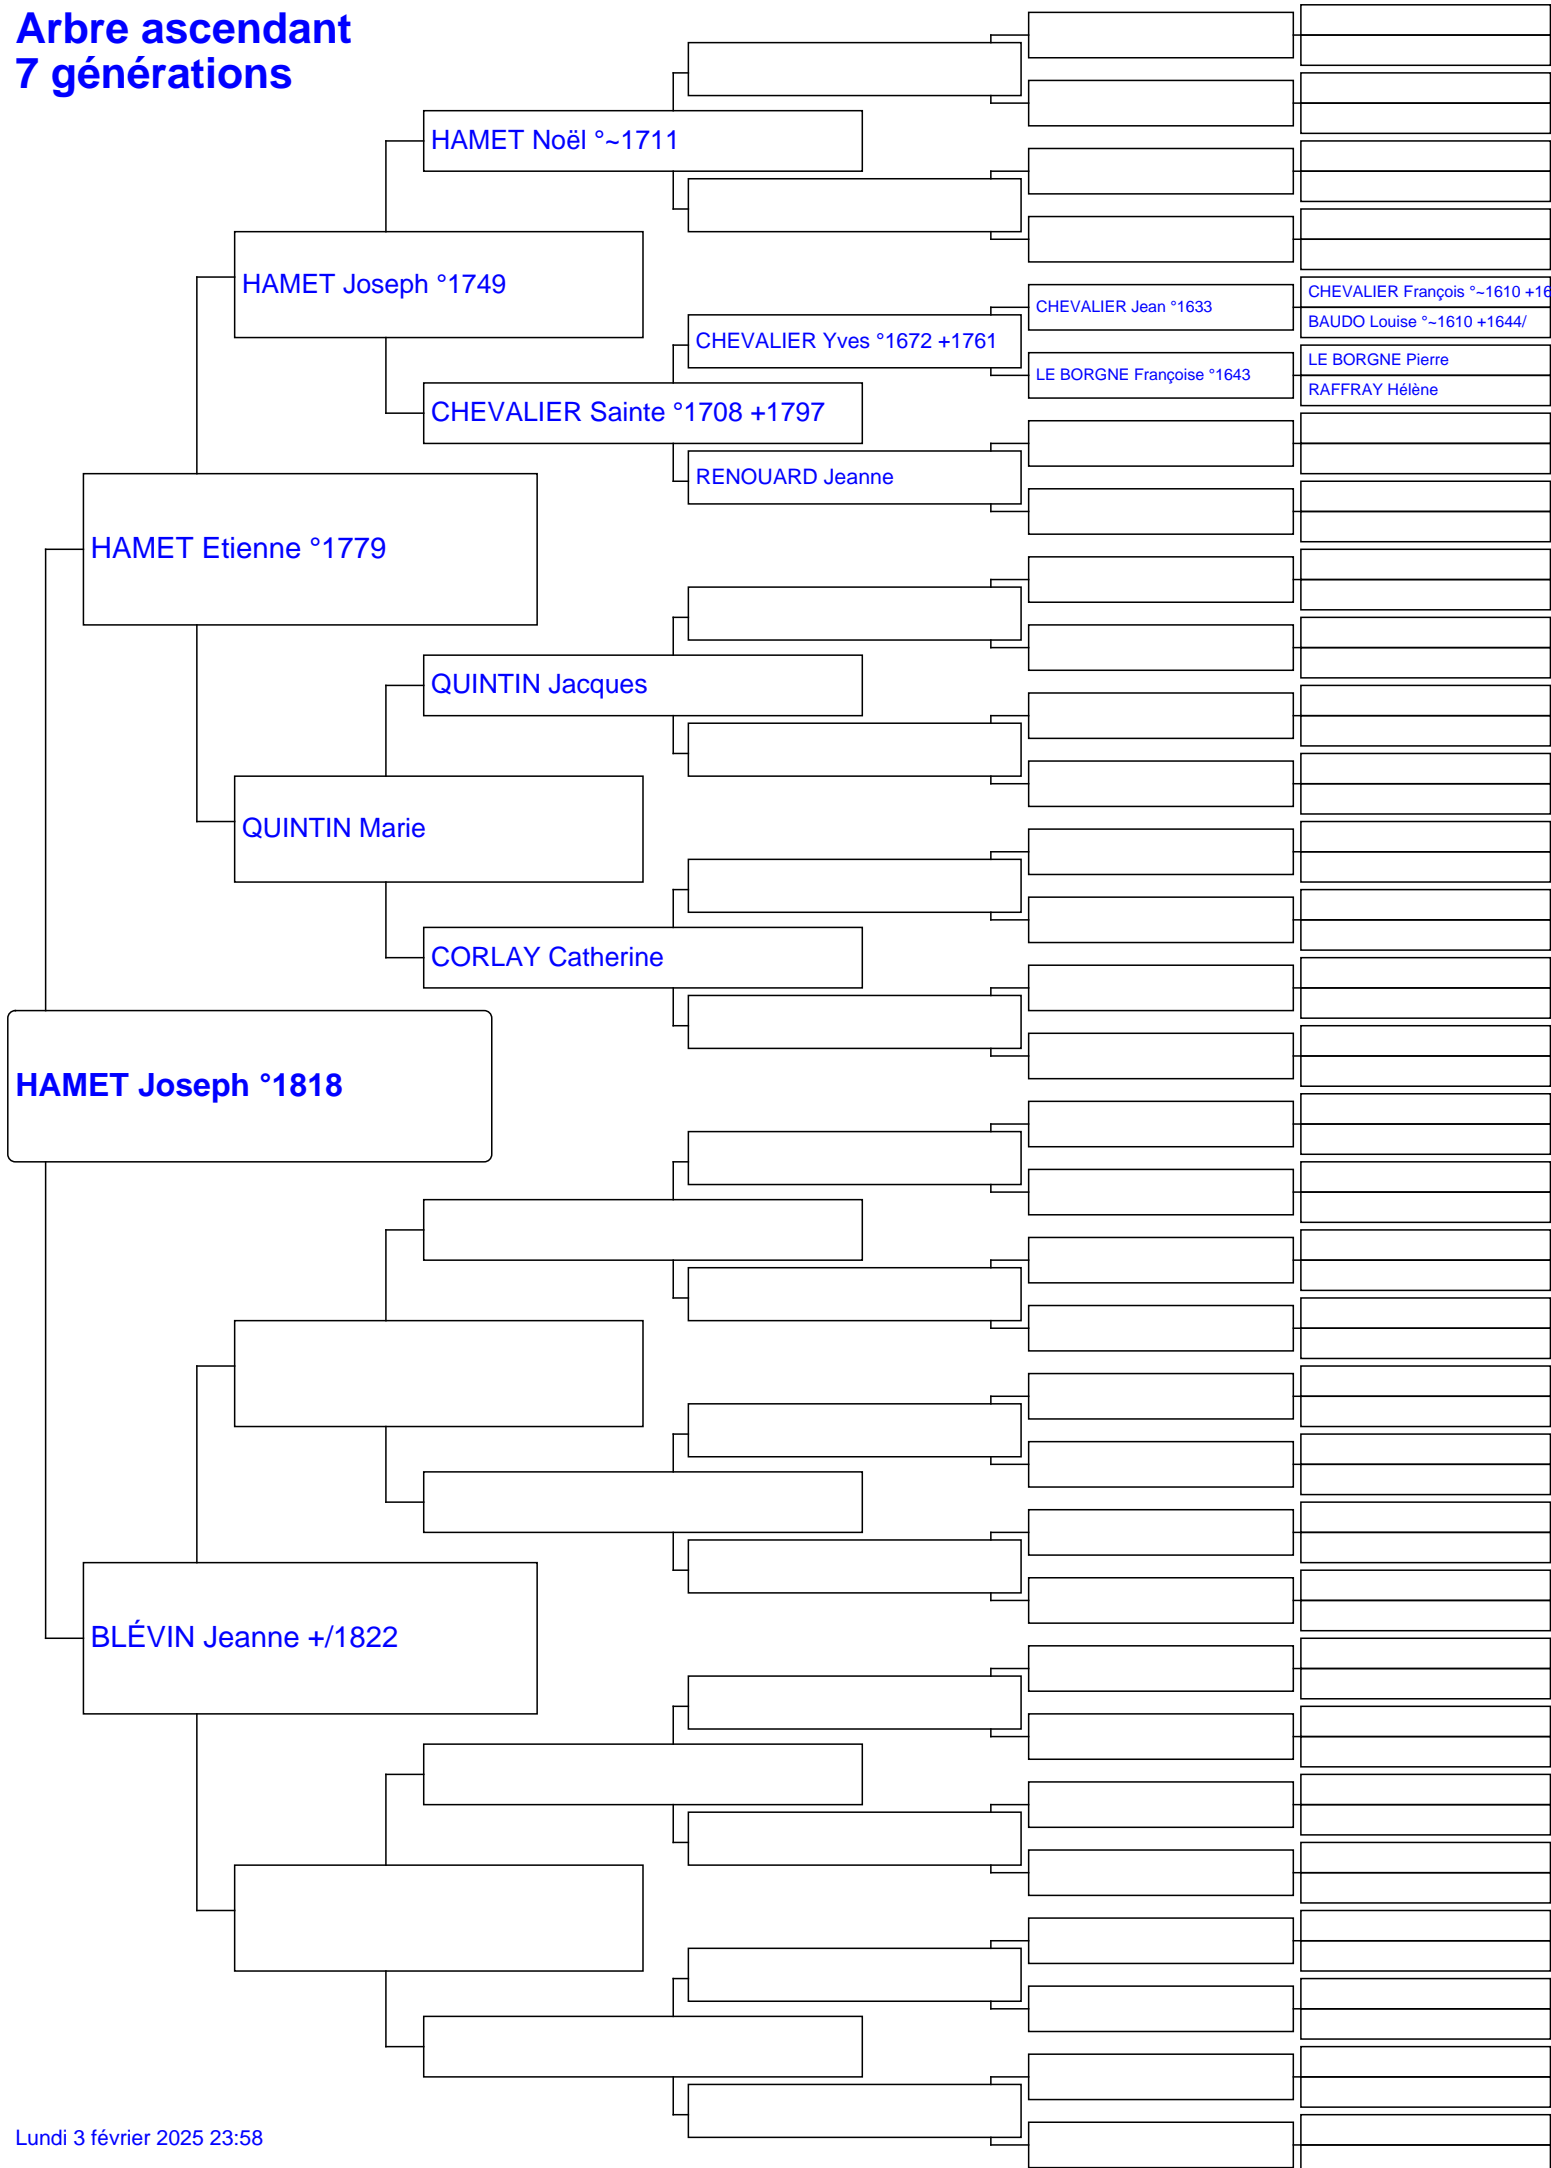 Arbre ascendant
7 générations
HAMET Noël °~1711
HAMET Joseph °1749
CHEVALIER François °~1610 +16
CHEVALIER Jean °1633
BAUDO Louise °~1610 +1644/
CHEVALIER Yves °1672 +1761
LE BORGNE Pierre
LE BORGNE Françoise °1643
RAFFRAY Hélène
CHEVALIER Sainte °1708 +1797
RENOUARD Jeanne
HAMET Etienne °1779
QUINTIN Jacques
QUINTIN Marie
CORLAY Catherine
HAMET Joseph °1818
BLÉVIN Jeanne +/1822
Lundi 3 février 2025 23:58